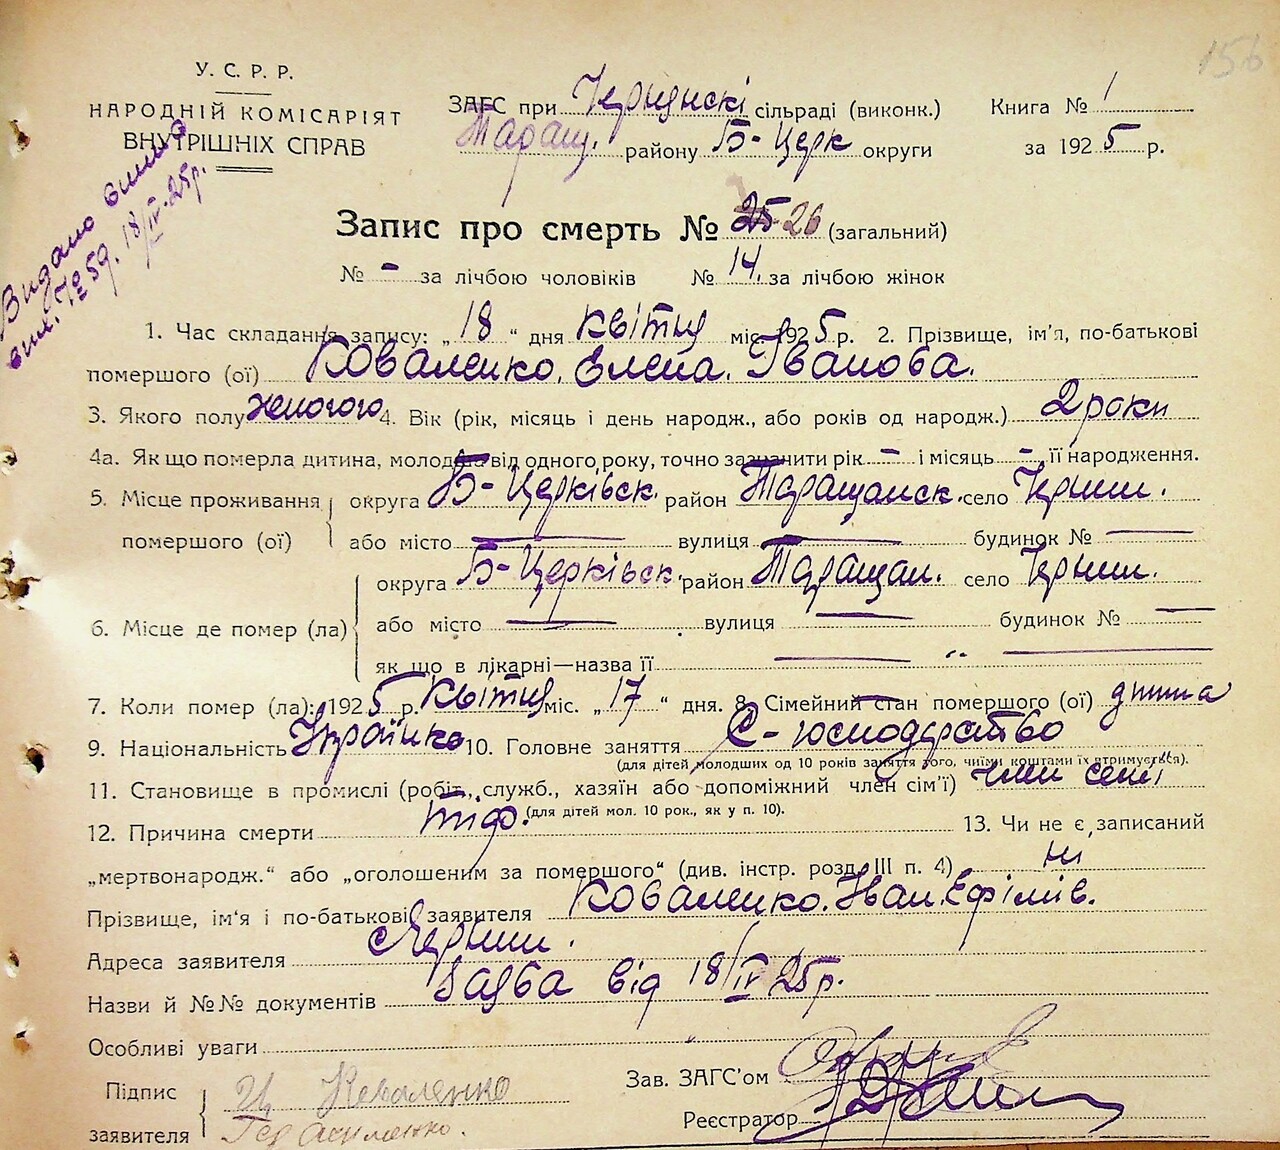 156
У. С. Р. Р.
НАРОДНІЙ КОМІСАРІЯТ
ВНУТРІШНІХ СПРАВ
ЗАГС при сільраді (виконк.)
Таращ. району Б-Церк округи
Книга № 1
за 1925 р.
Видано
№ 59. 18/IV-25р.
Запис про смерть № 25-26 (загальний)
№ - за лічбою чоловіків № 14. за лічбою жінок
1. Час складання запису: „18“ дня квітня міс. 1925 р. 2. Прізвище, ім'я, по-батькові
помершого (ої) Коваленко. Елена. Іванова.
3. Якого полу женого 4. Вік (рік, місяць і день народж., або років од народж.) 2 роки
4а. Як що померла дитина, молодша від одного року, точно зазначити рік - і місяць -, її народження.
5. Місце проживання округа Б-Церківск. район Таращанск. село
помершого (ої) або місто вулиця будинок №
округа Б-Церківск. район Таращан. село
6. Місце де помер (ла) або місто вулиця будинок №
як що в лікарні—назва її
7. Коли помер (ла): 1925 р. квітня міс. „17“ дня. 8. Сімейний стан помершого (ої) дитина
9. Національність Українка 10. Головне заняття С-господарство
(для дітей молодших од 10 років заняття того, чиїми коштами їх втримується).
11. Становище в промислі (робіт., служб., хазяїн або допоміжний член сім'ї) член семї
(для дітей мол. 10 рок., як у п. 10).
12. Причина смерти тіф. 13. Чи не є записаний
„мертвонародж.“ або „оголошеним за помершого“ (див. інстр. розд. III п. 4) ні
Прізвище, ім'я і по-батькові заявителя Коваленко. Іван. Ефімів.
Адреса заявителя
Назви й №№ документів від 18/IV 25р.
Особливі уваги
Підпис Коваленко
заявителя
Зав. ЗАГС'ом
Реєстратор